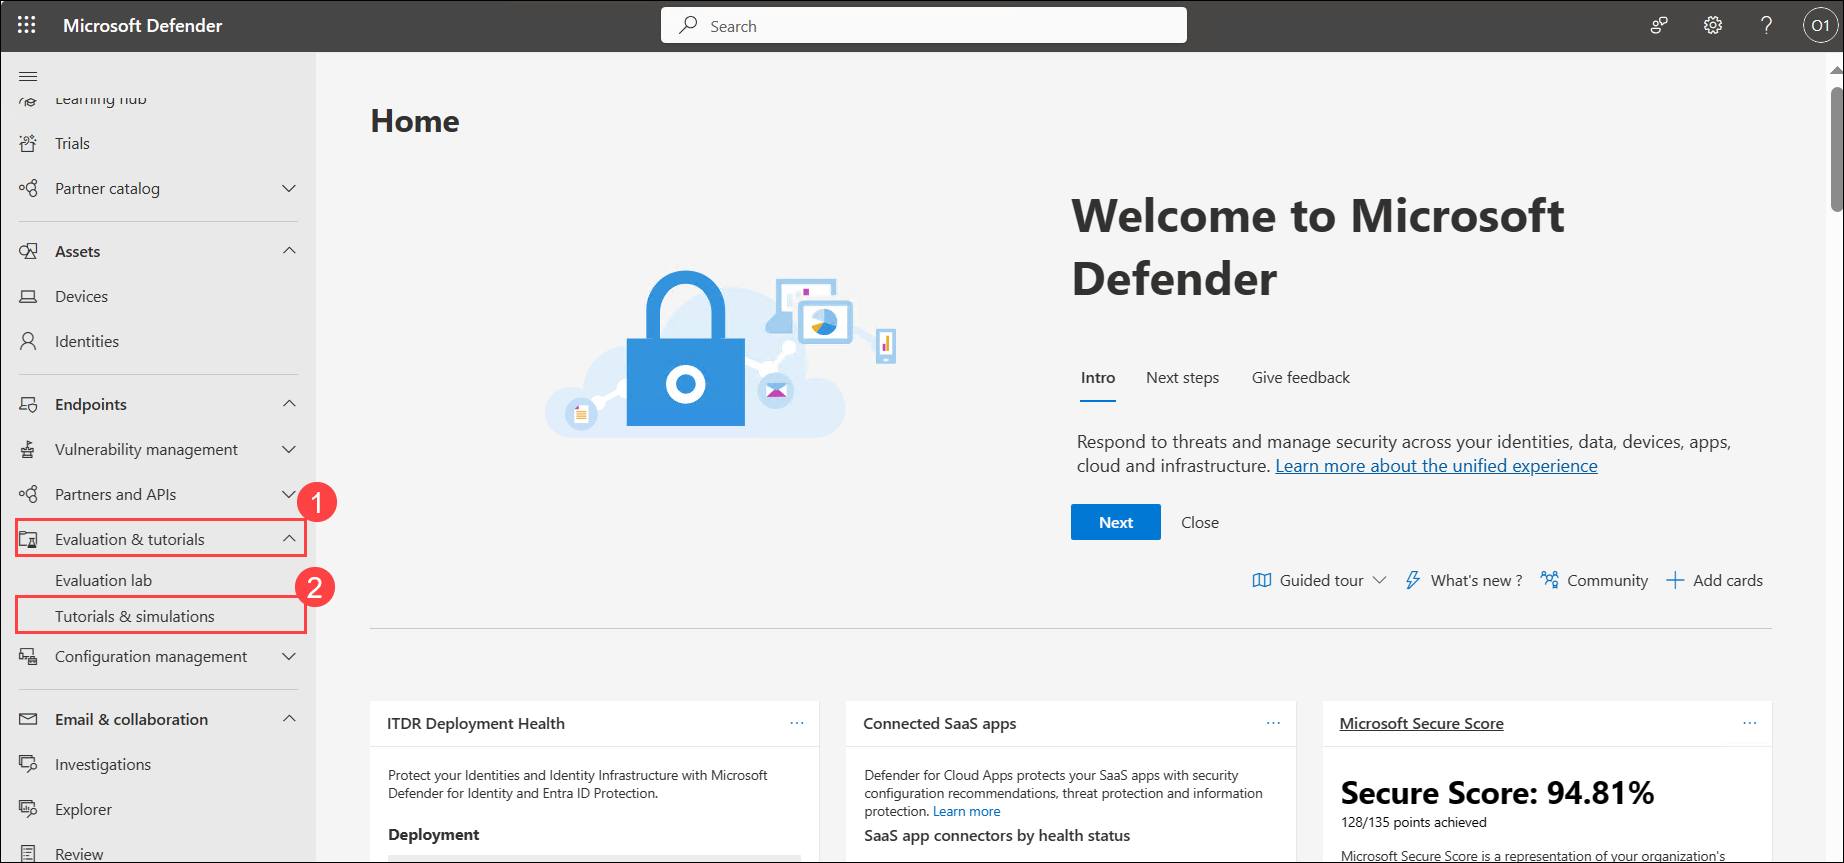 Microsoft Defender
Search
O1
Learning hub
Trials
Partner catalog
Assets
Devices
Identities
Endpoints
Vulnerability management
Partners and APIs
1
Evaluation & tutorials
Evaluation lab
2
Tutorials & simulations
Configuration management
Email & collaboration
Investigations
Explorer
Review
Home
Welcome to Microsoft
Defender
Intro Next steps Give feedback
Respond to threats and manage security across your identities, data, devices, apps,
cloud and infrastructure. Learn more about the unified experience
Next Close
Guided tour What's new ? Community Add cards
ITDR Deployment Health
Protect your Identities and Identity Infrastructure with Microsoft
Defender for Identity and Entra ID Protection.
Deployment
Connected SaaS apps
Defender for Cloud Apps protects your SaaS apps with security
configuration recommendations, threat protection and information
protection. Learn more
SaaS app connectors by health status
Microsoft Secure Score
Secure Score: 94.81%
128/135 points achieved
Microsoft Secure Score is a representation of your organization's